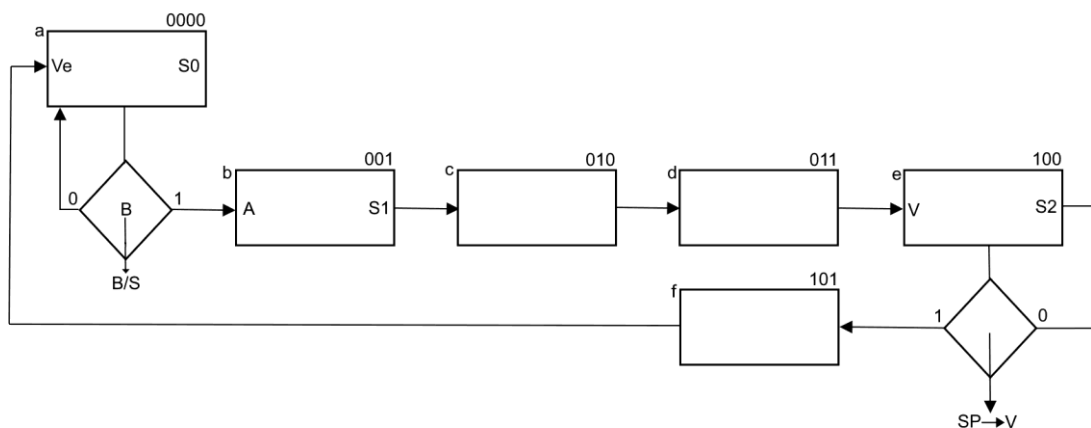 0000
a
Ve S0
0 B 1
B/S
b 001
A S1
c 010
d 011
e 100
V S2
f 101
1 0
SP→V